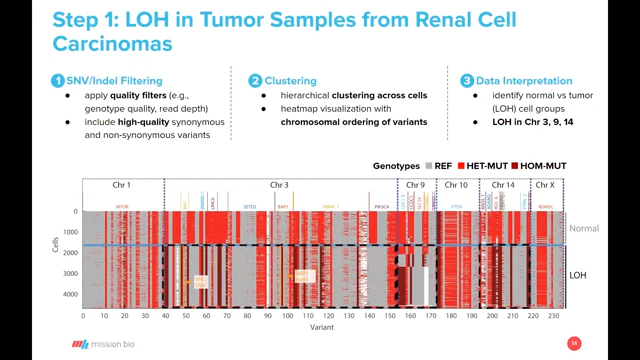 Step 1: LOH in Tumor Samples from Renal Cell
Carcinomas
1 SNV/Indel Filtering
● apply quality filters (e.g.,
genotype quality, read depth)
● include high-quality synonymous
and non-synonymous variants
2 Clustering
● hierarchical clustering across cells
● heatmap visualization with
chromosomal ordering of variants
3 Data Interpretation
● identify normal vs tumor
(LOH) cell groups
● LOH in Chr 3, 9, 14
Genotypes REF HET-MUT HOM-MUT
Chr 1 Chr 3 Chr 9 Chr 10 Chr 14 Chr X
MTOR SETD2 BAP1 PIK3CA PTEN
Cells
0
1000
2000
3000
4000
Normal
LOH
0 10 20 30 40 50 60 70 80 90 100 110 120 130 140 150 160 170 180 190 200 210 220 230
Variant
mission bio
14